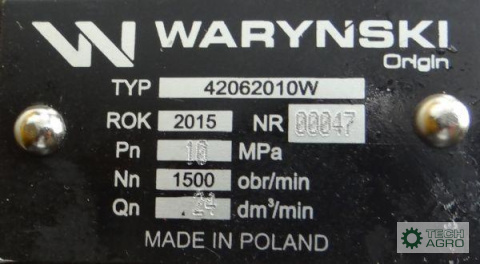 WARYŃSKI
Origin
TYP 42062010W
ROK 2015 NR 00047
Pn 10 MPa
Nn 1500 obr/min
Qn dm³/min
MADE IN POLAND
TECH
AGRO